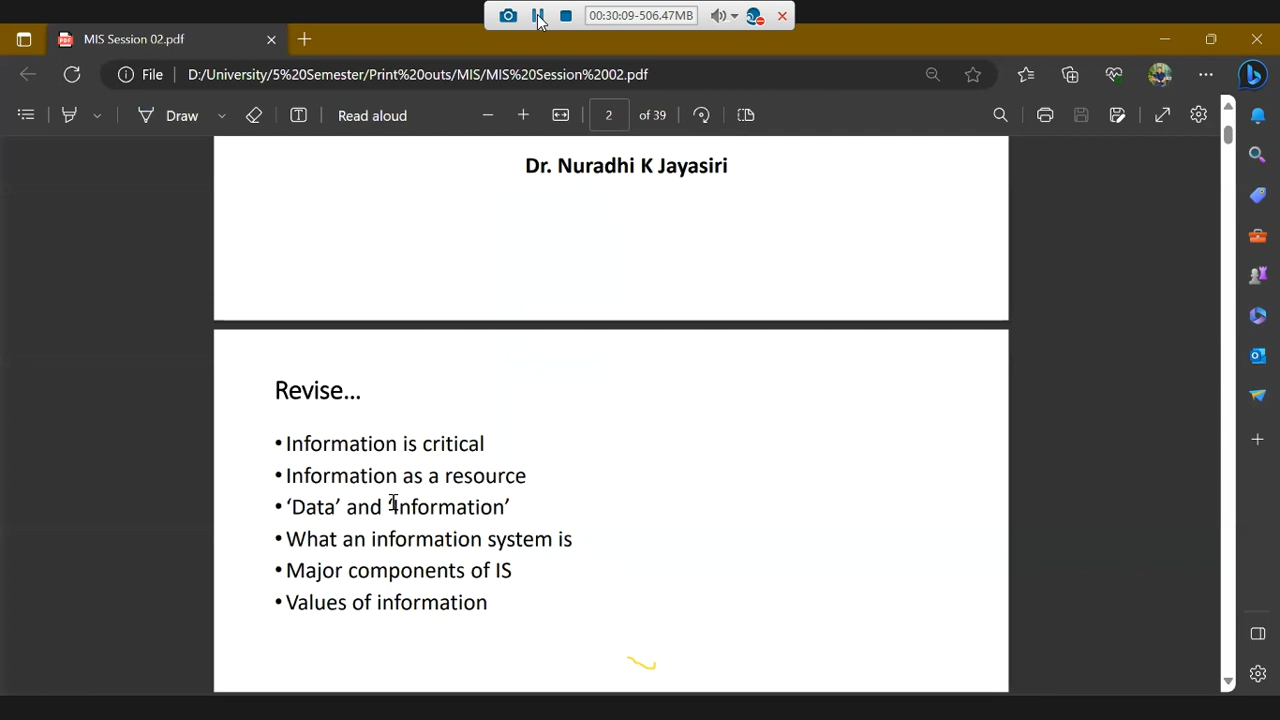 00:30:09-506.47MB
MIS Session 02.pdf
File D:/University/5%20Semester/Print%20outs/MIS/MIS%20Session%2002.pdf
Draw Read aloud 2 of 39
Dr. Nuradhi K Jayasiri
Revise...
•Information is critical
•Information as a resource
•‘Data’ and ‘Information’
•What an information system is
•Major components of IS
•Values of information